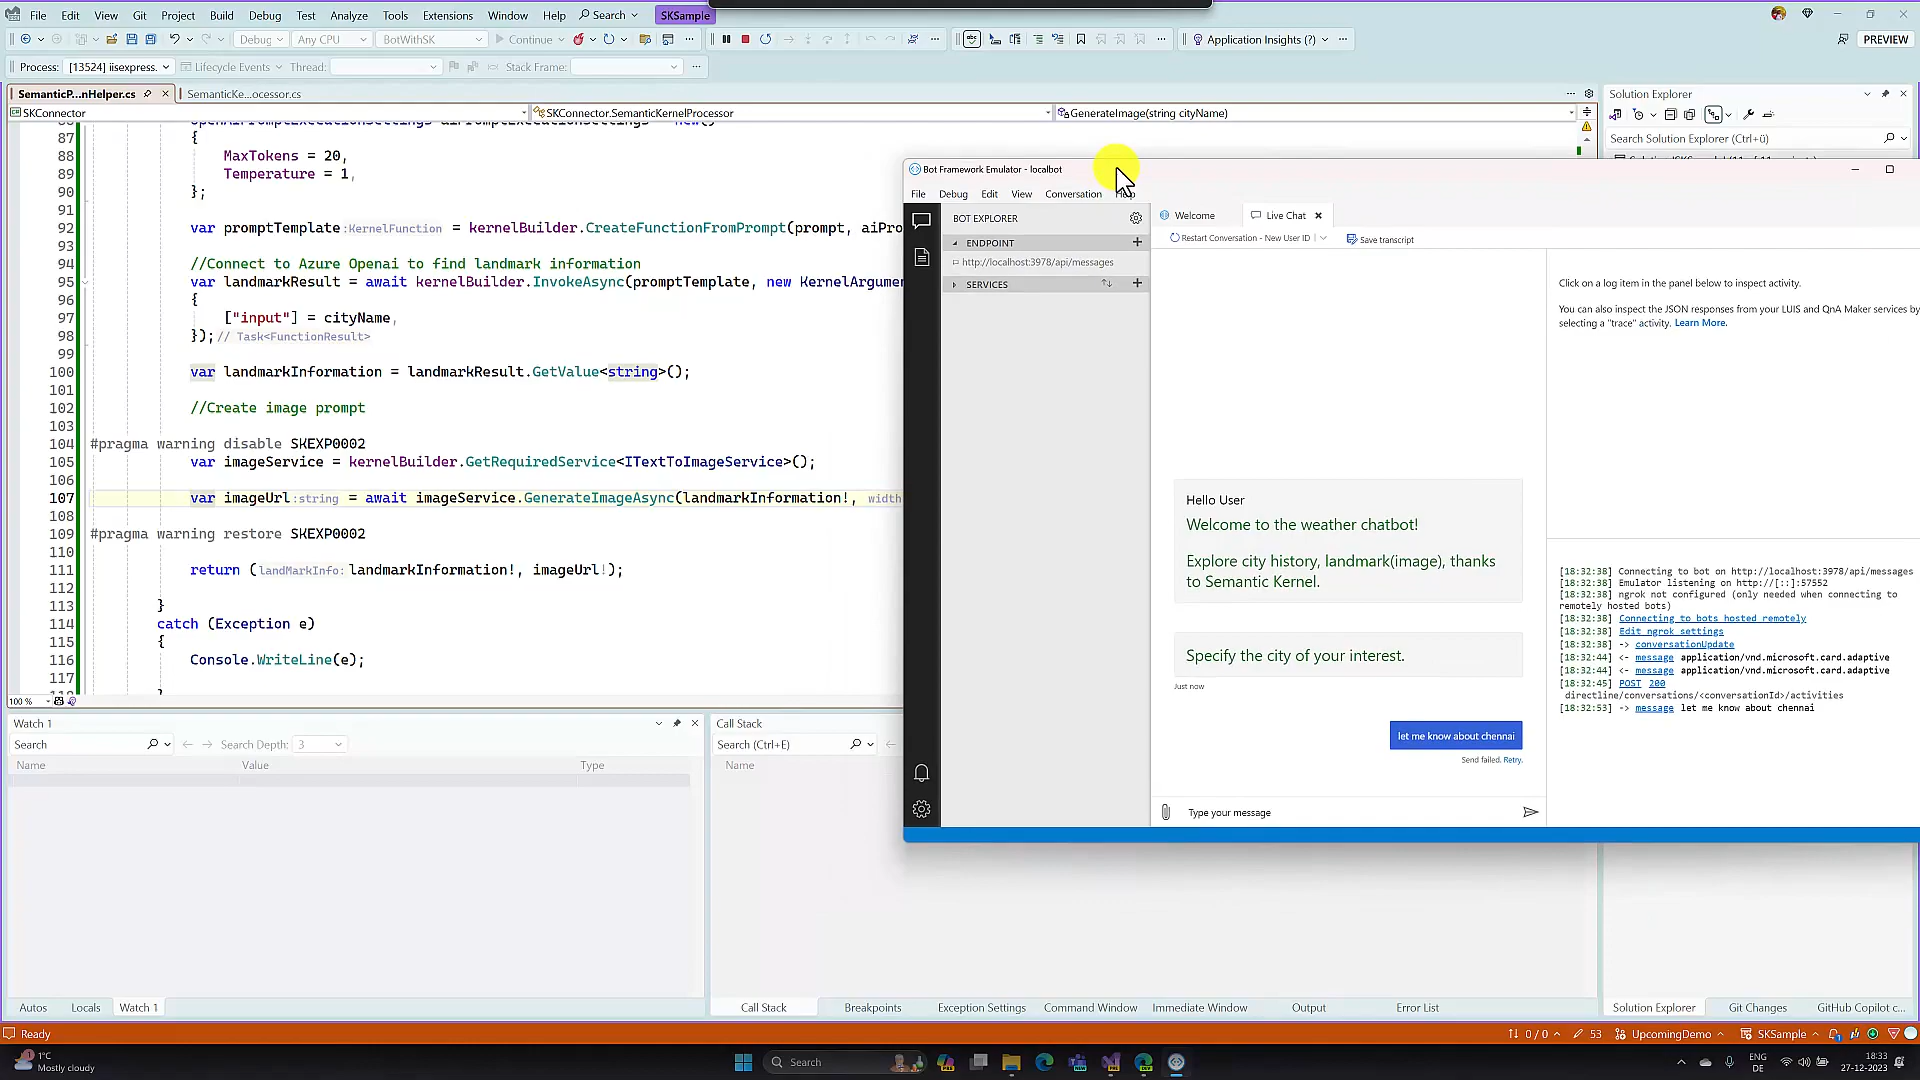 File Edit View Git Project Build Debug Test Analyze Tools Extensions Window Help Search SKSample
Debug Any CPU BotWithSK Continue Application Insights (?) PREVIEW
Process: [13524] iisexpress. Lifecycle Events Thread: Stack Frame:
SemanticP...nHelper.cs SemanticKe...ocessor.cs
SKConnector SKConnector.SemanticKernelProcessor GenerateImage(string cityName)
87 {
88 MaxTokens = 20,
89 Temperature = 1,
90 };
91
92 var promptTemplate:KernelFunction = kernelBuilder.CreateFunctionFromPrompt(prompt, aiPro
93
94 //Connect to Azure Openai to find landmark information
95 var landmarkResult = await kernelBuilder.InvokeAsync(promptTemplate, new KernelArgumen
96 {
97 ["input"] = cityName,
98 }); // Task<FunctionResult>
99
100 var landmarkInformation = landmarkResult.GetValue<string>();
101
102 //Create image prompt
103
104 #pragma warning disable SKEXP0002
105 var imageService = kernelBuilder.GetRequiredService<ITextToImageService>();
106
107 var imageUrl:string = await imageService.GenerateImageAsync(landmarkInformation!, width
108
109 #pragma warning restore SKEXP0002
110
111 return (landMarkInfo: landmarkInformation!, imageUrl!);
112
113 }
114 catch (Exception e)
115 {
116 Console.WriteLine(e);
117
100 %
Watch 1
Search Search Depth: 3
Name Value Type
Autos Locals Watch 1
Call Stack
Search (Ctrl+E)
Name
Call Stack Breakpoints Exception Settings Command Window Immediate Window Output Error List
Solution Explorer
Search Solution Explorer (Ctrl+ü)
Solution Explorer Git Changes GitHub Copilot c...
Bot Framework Emulator - localbot
File Debug Edit View Conversation Help
BOT EXPLORER
ENDPOINT
http://localhost:3978/api/messages
SERVICES
Welcome Live Chat
Restart Conversation - New User ID Save transcript
Hello User
Welcome to the weather chatbot!
Explore city history, landmark(image), thanks
to Semantic Kernel.
Specify the city of your interest.
Just now
let me know about chennai
Send failed. Retry.
Type your message
Click on a log item in the panel below to inspect activity.
You can also inspect the JSON responses from your LUIS and QnA Maker services by
selecting a "trace" activity. Learn More.
[18:32:38] Connecting to bot on http://localhost:3978/api/messages
[18:32:38] Emulator listening on http://[::]:57552
[18:32:38] ngrok not configured (only needed when connecting to
remotely hosted bots)
[18:32:38] Connecting to bots hosted remotely
[18:32:38] Edit ngrok settings
[18:32:38] -> conversationUpdate
[18:32:44] <- message application/vnd.microsoft.card.adaptive
[18:32:44] <- message application/vnd.microsoft.card.adaptive
[18:32:45] POST 200
directline/conversations/<conversationId>/activities
[18:32:53] -> message let me know about chennai
Ready 0 / 0 53 UpcomingDemo SKSample
1°C
Mostly cloudy
Search
ENG
DE
18:33
27-12-2023